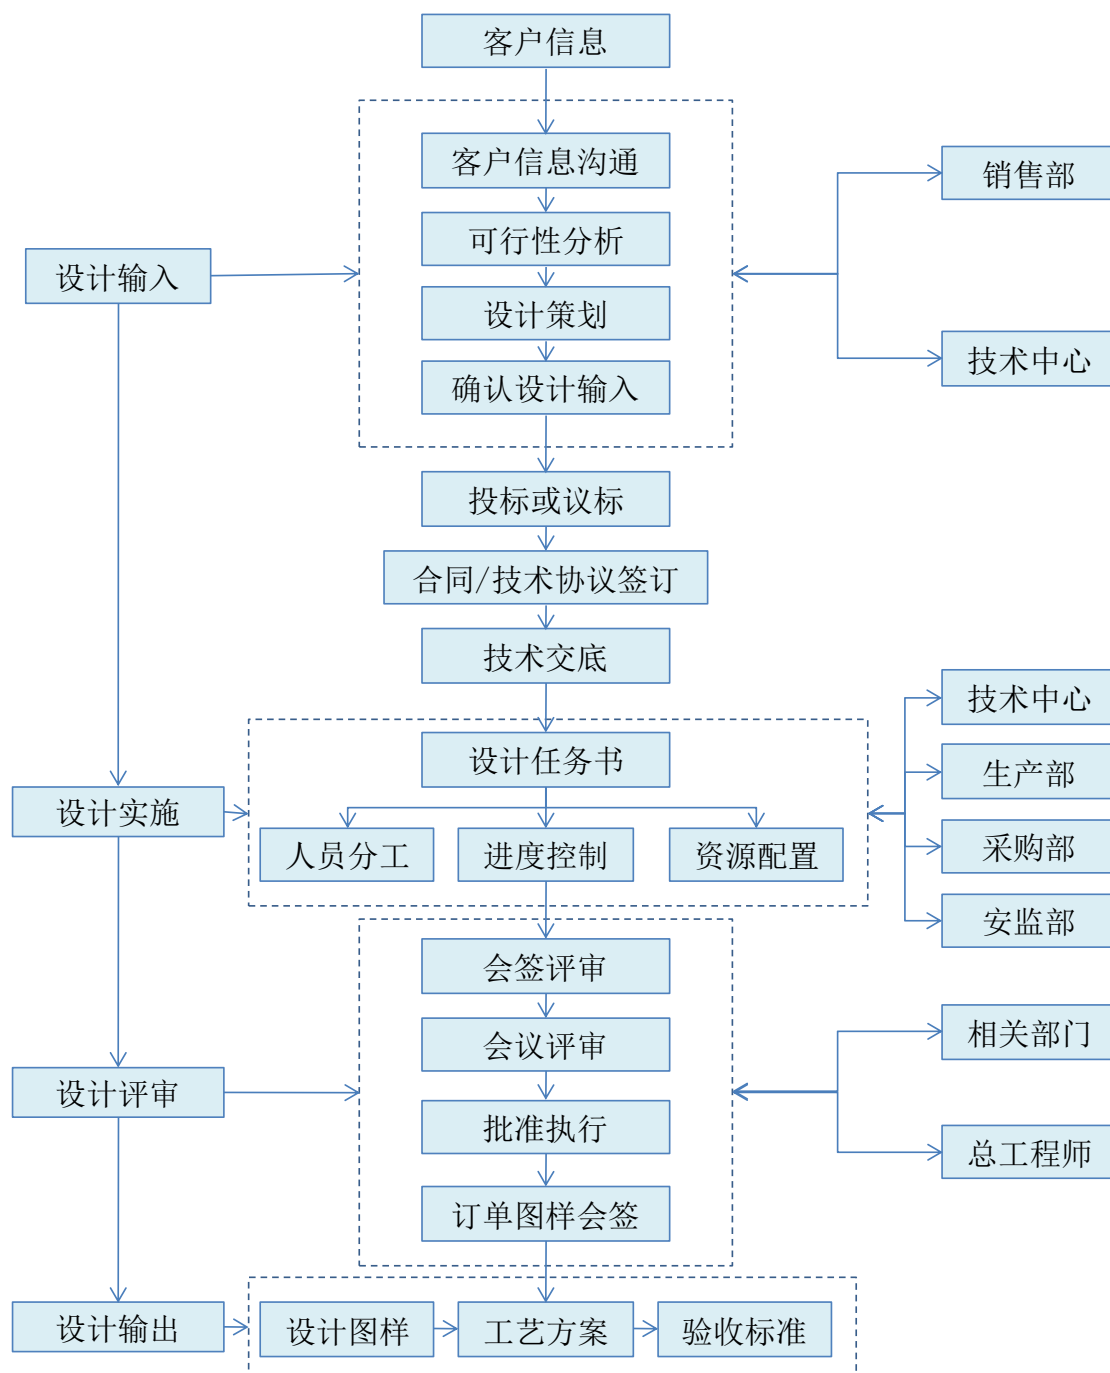 客户信息
客户信息沟通
销售部
可行性分析
设计输入
设计策划
技术中心
确认设计输入
投标或议标
合同/技术协议签订
技术交底
技术中心
设计任务书
生产部
设计实施
人员分工
进度控制
资源配置
采购部
安监部
会签评审
相关部门
会议评审
设计评审
批准执行
总工程师
订单图样会签
设计输出
设计图样
工艺方案
验收标准